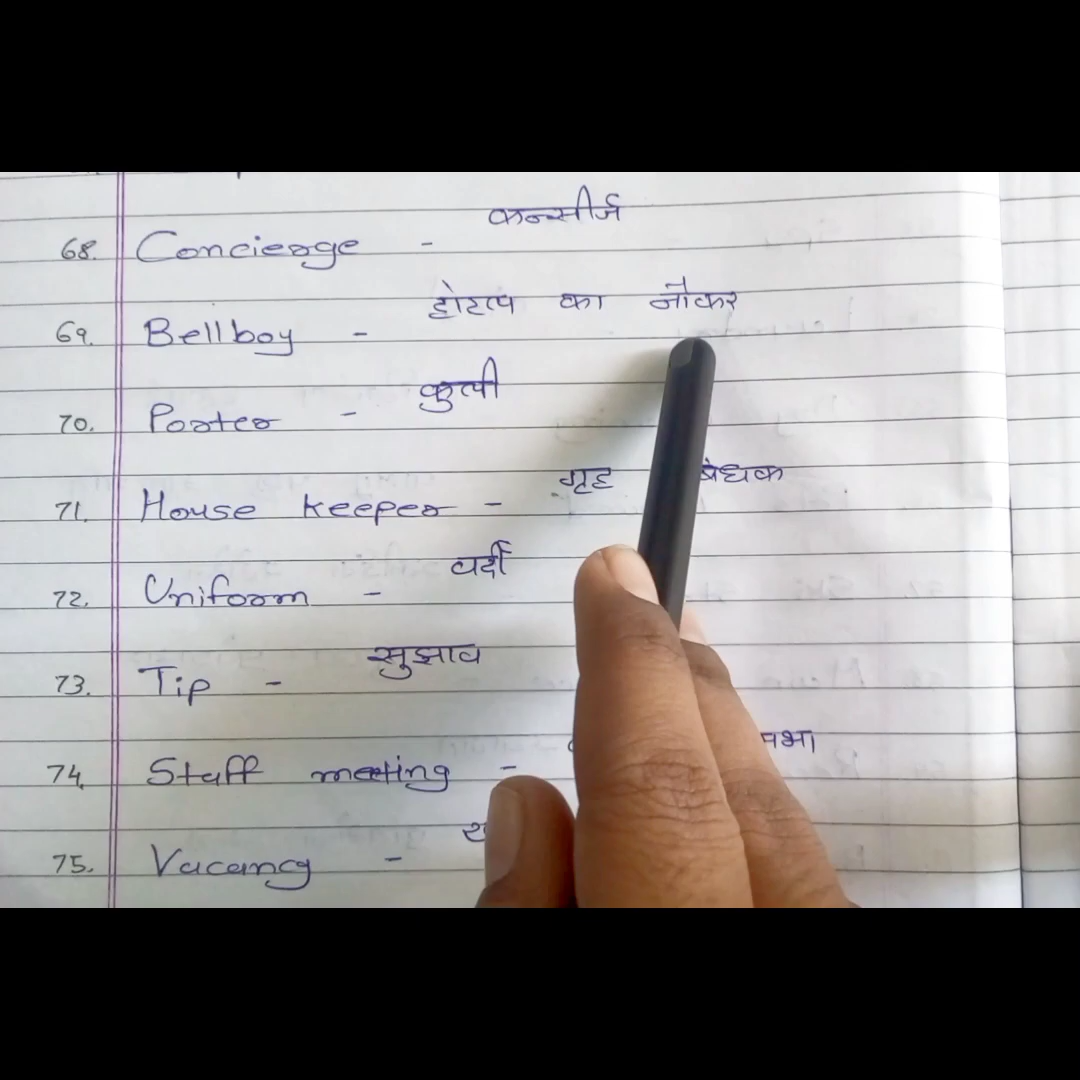 68. Concierge - कन्सीर्ज
69. Bellboy - होटल का नौकर
70. Porter - कुली
71. House keeper - गृह
72. Uniform - वर्दी
73. Tip - सुझाव
74. Staff meeting -
75. Vacancy -